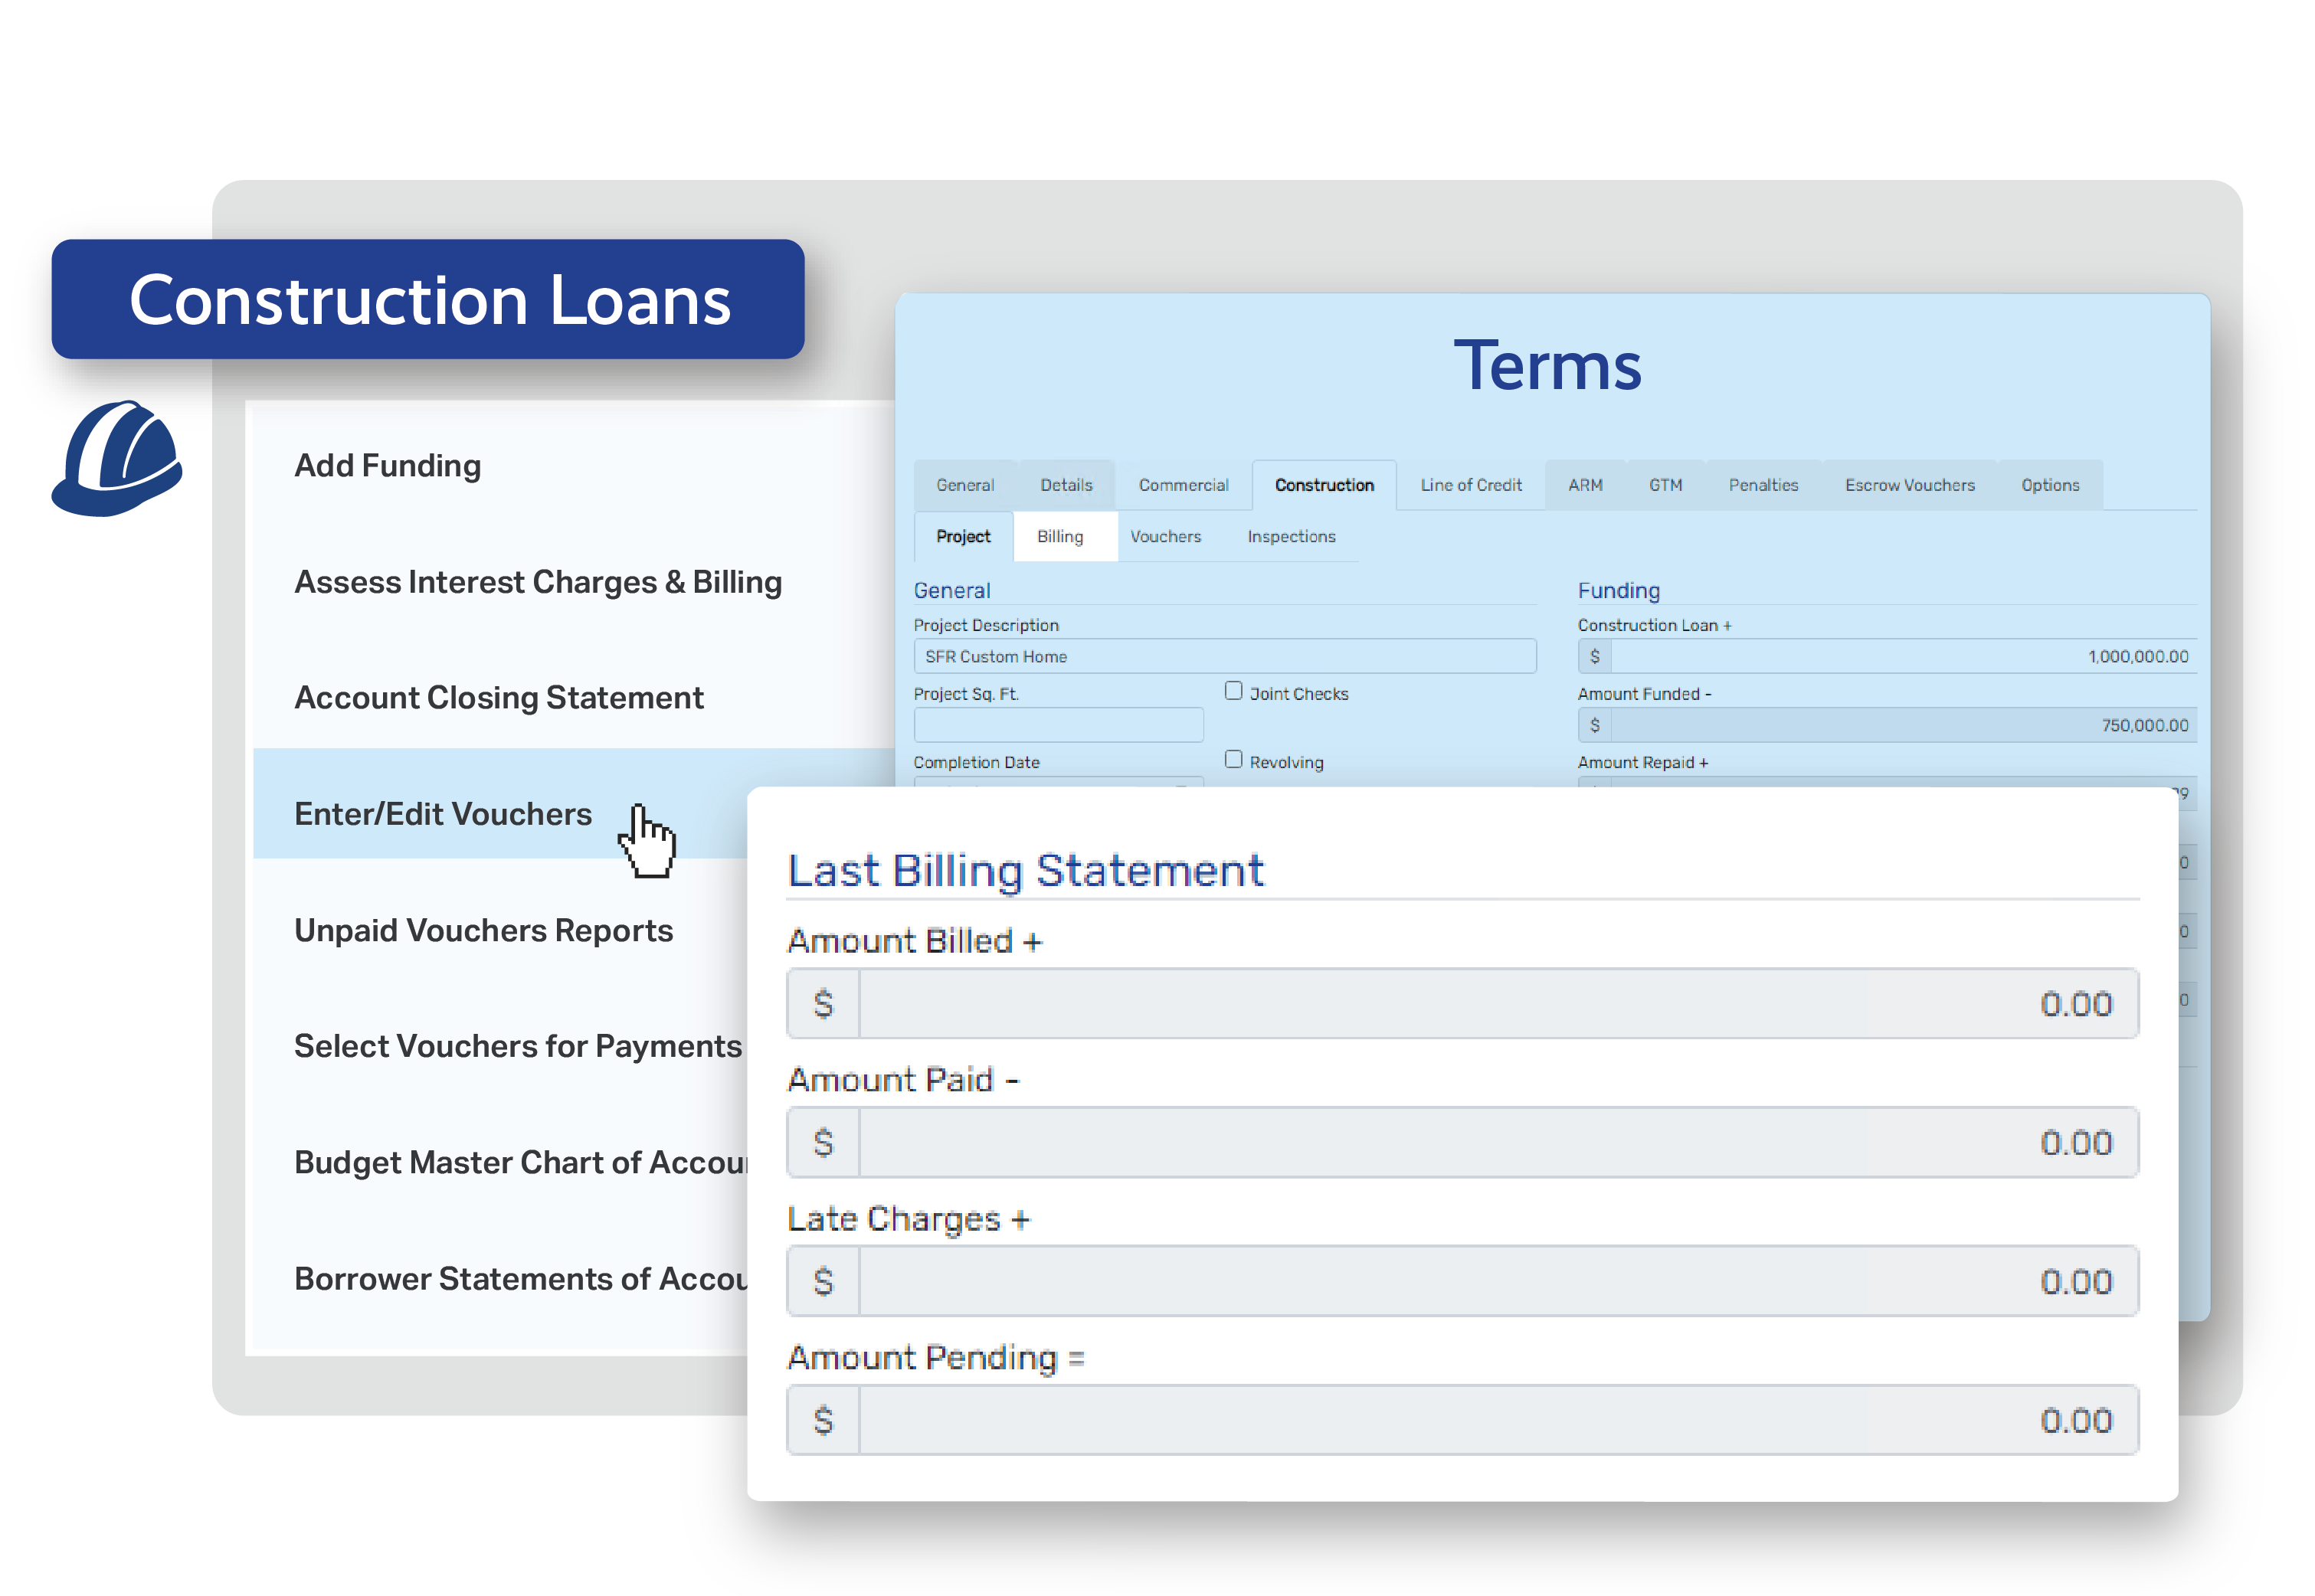 Construction Loans
Add Funding
Assess Interest Charges & Billing
Account Closing Statement
Enter/Edit Vouchers
Unpaid Vouchers Reports
Select Vouchers for Payments
Budget Master Chart of
Borrower Statements of
Terms
General Details Commercial Construction Line of Credit ARM GTM Penalties Escrow Vouchers Options
Project Billing Vouchers Inspections
General
Project Description
SFR Custom Home
Project Sq. Ft.
Joint Checks
Completion Date
Revolving
Funding
Construction Loan +
$ 1,000,000.00
Amount Funded -
$ 750,000.00
Amount Repaid +
Last Billing Statement
Amount Billed +
$ 0.00
Amount Paid -
$ 0.00
Late Charges +
$ 0.00
Amount Pending =
$ 0.00